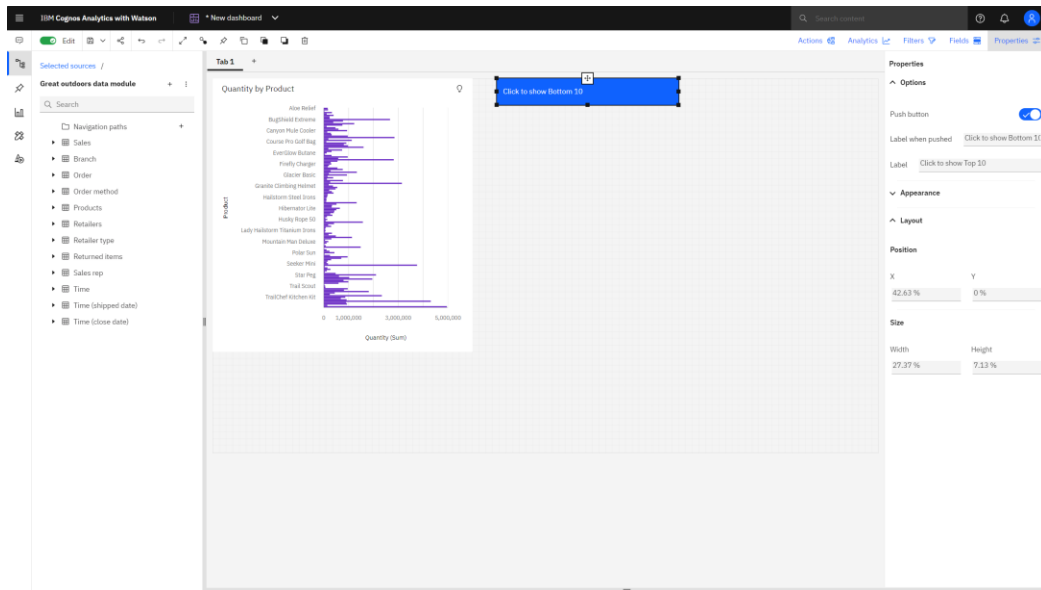 IBM Cognos Analytics with Watson
* New dashboard
Search content
Edit
Actions
Analytics
Filters
Fields
Properties
Selected sources /
Great outdoors data module
Search
Navigation paths
Sales
Branch
Order
Order method
Products
Retailers
Retailer type
Returned items
Sales rep
Time
Time (shipped date)
Time (close date)
Tab 1
Quantity by Product
Product
Aloe Relief
BugShield Extreme
Canyon Mule Cooler
Course Pro Golf Bag
EverGlow Butane
Firefly Charger
Glacier Basic
Granite Climbing Helmet
Hailstorm Steel Irons
Hibernator Lite
Husky Rope 50
Lady Hailstorm Titanium Irons
Mountain Man Deluxe
Polar Sun
Seeker Mini
Star Peg
Trail Scout
TrailChef Kitchen Kit
0 1,000,000 3,000,000 5,000,000
Quantity (Sum)
Click to show Bottom 10
Properties
Options
Push button
Label when pushed Click to show Bottom 10
Label Click to show Top 10
Appearance
Layout
Position
X Y
42.63 % 0 %
Size
Width Height
27.37 % 7.13 %